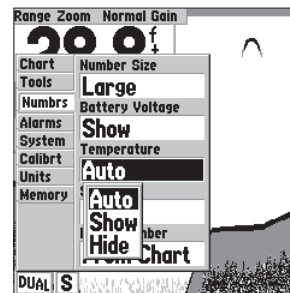 Range Zoom Normal Gain
Chart
Tools
Numbrs
Alarms
System
Calibrt
Units
Memory
Number Size
Large
Battery Voltage
Show
Temperature
Auto
S
Auto
Show
Hide
Chart
DUAL S